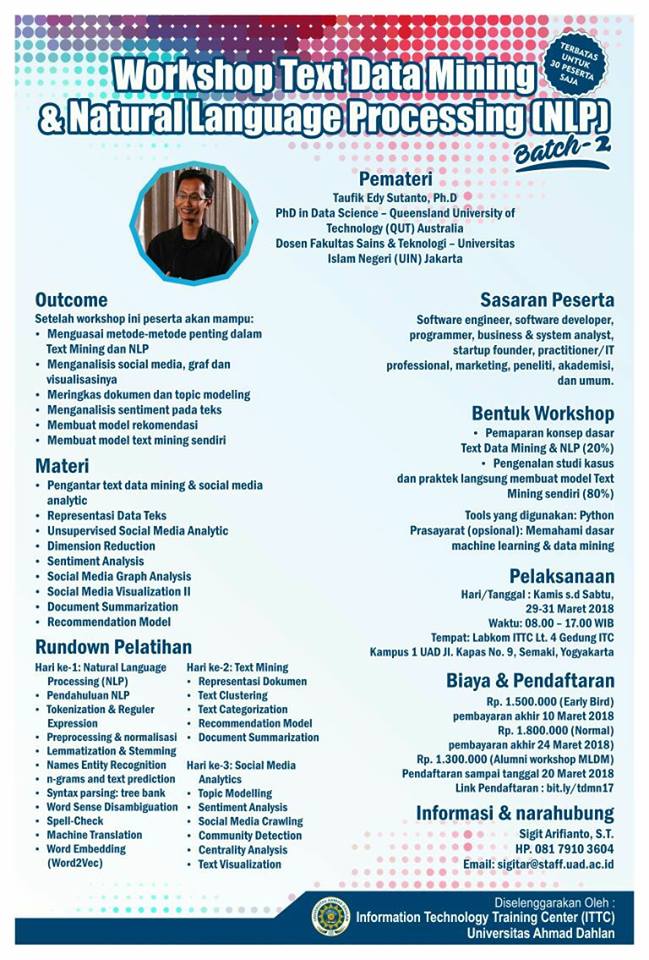 TERBATAS
UNTUK
30 PESERTA
SAJA
Workshop Text Data Mining
& Natural Language Processing (NLP)
Batch-2
Pemateri
Taufik Edy Sutanto, Ph.D
PhD in Data Science – Queensland University of
Technology (QUT) Australia
Dosen Fakultas Sains & Teknologi – Universitas
Islam Negeri (UIN) Jakarta
Outcome
Setelah workshop ini peserta akan mampu:
• Menguasai metode-metode penting dalam
Text Mining dan NLP
• Menganalisis social media, graf dan
visualisasinya
• Meringkas dokumen dan topic modeling
• Menganalisis sentiment pada teks
• Membuat model rekomendasi
• Membuat model text mining sendiri
Materi
• Pengantar text data mining & social media
analytic
• Representasi Data Teks
• Unsupervised Social Media Analytic
• Dimension Reduction
• Sentiment Analysis
• Social Media Graph Analysis
• Social Media Visualization II
• Document Summarization
• Recommendation Model
Rundown Pelatihan
Hari ke-1: Natural Language
Processing (NLP)
• Pendahuluan NLP
• Tokenization & Reguler
Expression
• Preprocessing & normalisasi
• Lemmatization & Stemming
• Names Entity Recognition
• n-grams and text prediction
• Syntax parsing: tree bank
• Word Sense Disambiguation
• Spell-Check
• Machine Translation
• Word Embedding
(Word2Vec)
Hari ke-2: Text Mining
• Representasi Dokumen
• Text Clustering
• Text Categorization
• Recommendation Model
• Document Summarization
Hari ke-3: Social Media
Analytics
• Topic Modelling
• Sentiment Analysis
• Social Media Crawling
• Community Detection
• Centrality Analysis
• Text Visualization
Sasaran Peserta
Software engineer, software developer,
programmer, business & system analyst,
startup founder, practitioner/IT
professional, marketing, peneliti, akademisi,
dan umum.
Bentuk Workshop
• Pemaparan konsep dasar
Text Data Mining & NLP (20%)
• Pengenalan studi kasus
dan praktek langsung membuat model Text
Mining sendiri (80%)
Tools yang digunakan: Python
Prasayarat (opsional): Memahami dasar
machine learning & data mining
Pelaksanaan
Hari/Tanggal : Kamis s.d Sabtu,
29-31 Maret 2018
Waktu: 08.00 – 17.00 WIB
Tempat: Labkom ITTC Lt. 4 Gedung ITC
Kampus 1 UAD Jl. Kapas No. 9, Semaki, Yogyakarta
Biaya & Pendaftaran
Rp. 1.500.000 (Early Bird)
pembayaran akhir 10 Maret 2018
Rp. 1.800.000 (Normal)
pembayaran akhir 24 Maret 2018)
Rp. 1.300.000 (Alumni workshop MLDM)
Pendaftaran sampai tanggal 20 Maret 2018
Link Pendaftaran : bit.ly/tdmn17
Informasi & narahubung
Sigit Arifianto, S.T.
HP. 081 7910 3604
Email: sigitar@staff.uad.ac.id
Diselenggarakan Oleh :
Information Technology Training Center (ITTC)
Universitas Ahmad Dahlan